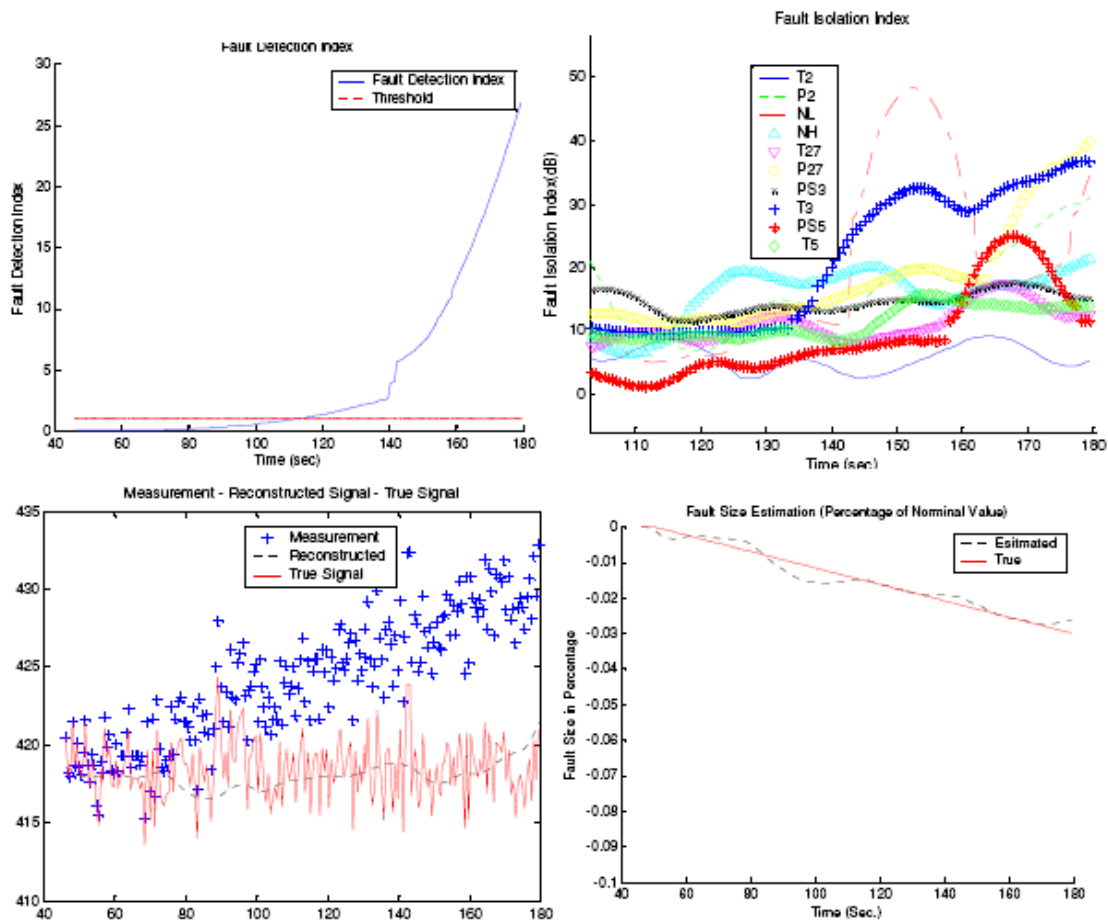 Fault Detection Index
30
25
20
15
10
5
0
Fault Detection Index
Threshold
Fault Detection Index
40
60
80
100
120
140
160
180
Time (sec)
Fault Isolation Index
50
40
30
20
10
0
T2
P2
NL
NH
T27
P27
PS3
T3
PS5
T5
Fault Isolation Index(dB)
110
120
130
140
150
160
170
180
Time (sec)
Measurement - Reconstructed Signal - True Signal
435
430
425
420
415
410
Measurement
Reconstructed
True Signal
40
60
80
100
120
140
160
180
Fault Size Estimation (Percentage of Nominal Value)
0
-0.01
-0.02
-0.03
-0.04
-0.05
-0.06
-0.07
-0.08
-0.09
-0.1
Esitmated
True
Fault Size in Percentage
40
60
80
100
120
140
160
180
Time (Sec.)